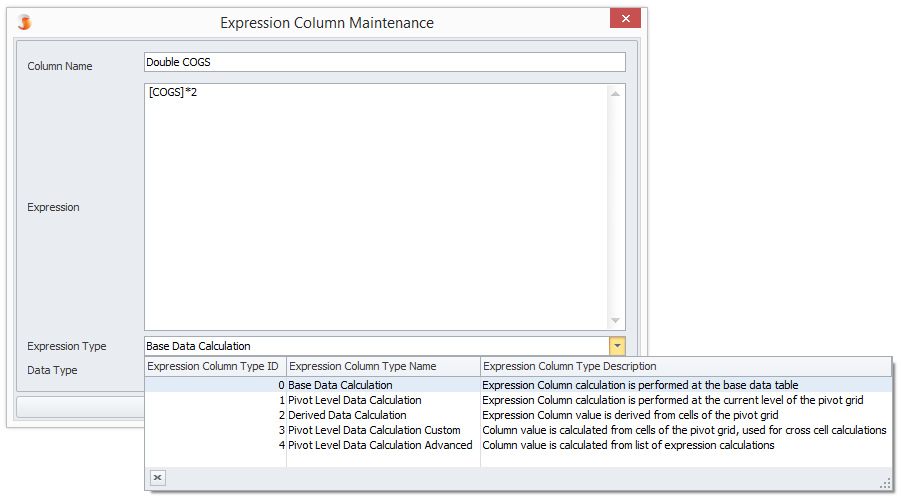 Expression Column Maintenance
Column Name
Double COGS
Expression
[COGS]*2
Expression Type
Base Data Calculation
Data Type
Expression Column Type ID Expression Column Type Name Expression Column Type Description
0 Base Data Calculation Expression Column calculation is performed at the base data table
1 Pivot Level Data Calculation Expression Column calculation is performed at the current level of the pivot grid
2 Derived Data Calculation Expression Column value is derived from cells of the pivot grid
3 Pivot Level Data Calculation Custom Column value is calculated from cells of the pivot grid, used for cross cell calculations
4 Pivot Level Data Calculation Advanced Column value is calculated from list of expression calculations